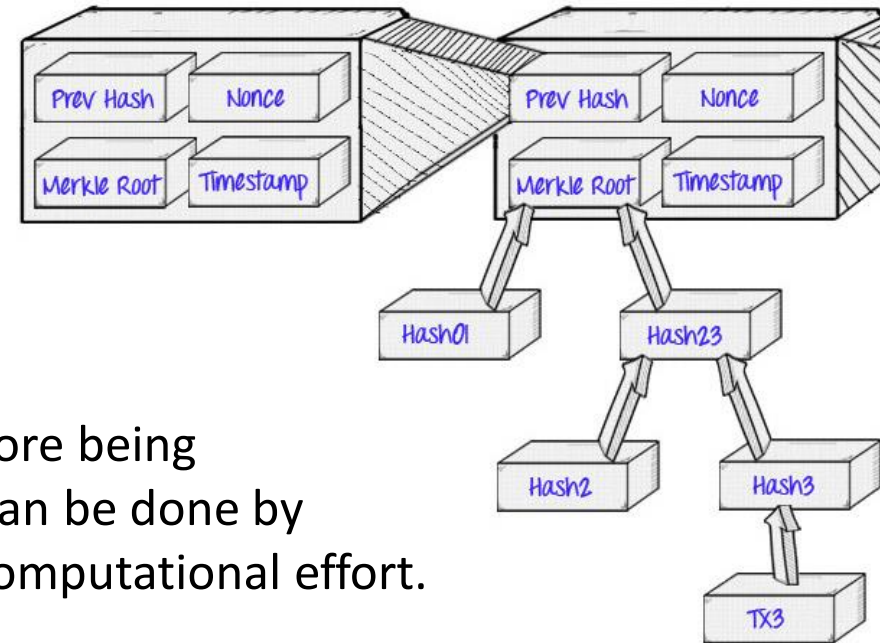 Prev Hash Nonce Prev Hash Nonce
Merkle Root Timestamp Merkle Root Timestamp
Hash01 Hash23
Hash2 Hash3
TX3
ore being
an be done by
omputational effort.